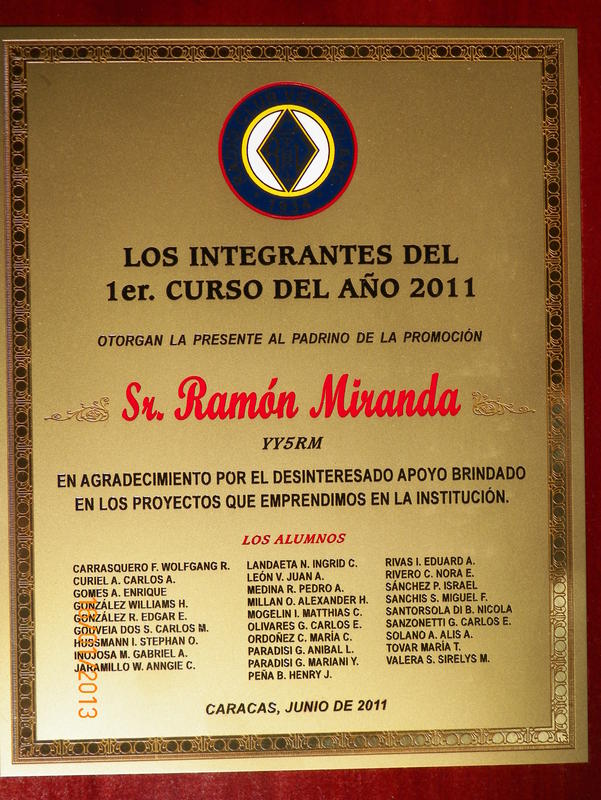 LOS INTEGRANTES DEL
1er. CURSO DEL AÑO 2011
OTORGAN LA PRESENTE AL PADRINO DE LA PROMOCIÓN
Sr. Ramón Miranda
YY5RM
EN AGRADECIMIENTO POR EL DESINTERESADO APOYO BRINDADO
EN LOS PROYECTOS QUE EMPRENDIMOS EN LA INSTITUCIÓN.
LOS ALUMNOS
CARRASQUERO F. WOLFGANG R.
CURIEL A. CARLOS A.
GOMES A. ENRIQUE
GONZÁLEZ WILLIAMS H.
GONZÁLEZ R. EDGAR E.
GOUVEIA DOS S. CARLOS M.
HUSSMANN I. STEPHAN O.
INOJOSA M. GABRIEL A.
JARAMILLO W. ANNGIE C.
LANDAETA N. INGRID C.
LEÓN V. JUAN A.
MEDINA R. PEDRO A.
MILLAN O. ALEXANDER H.
MOGELIN I. MATTHIAS C.
OLIVARES G. CARLOS E.
ORDOÑEZ C. MARÍA C.
PARADISI G. ANIBAL L.
PARADISI G. MARIANY Y.
PEÑA B. HENRY J.
RIVAS I. EDUARD A.
RIVERO C. NORA E.
SÁNCHEZ P. ISRAEL
SANCHIS S. MIGUEL F.
SANTORSOLA DI B. NICOLA
SANZONETTI G. CARLOS E.
SOLANO A. ALIS A.
TOVAR MARÍA T.
VALERA S. SIRELYS M.
CARACAS, JUNIO DE 2011